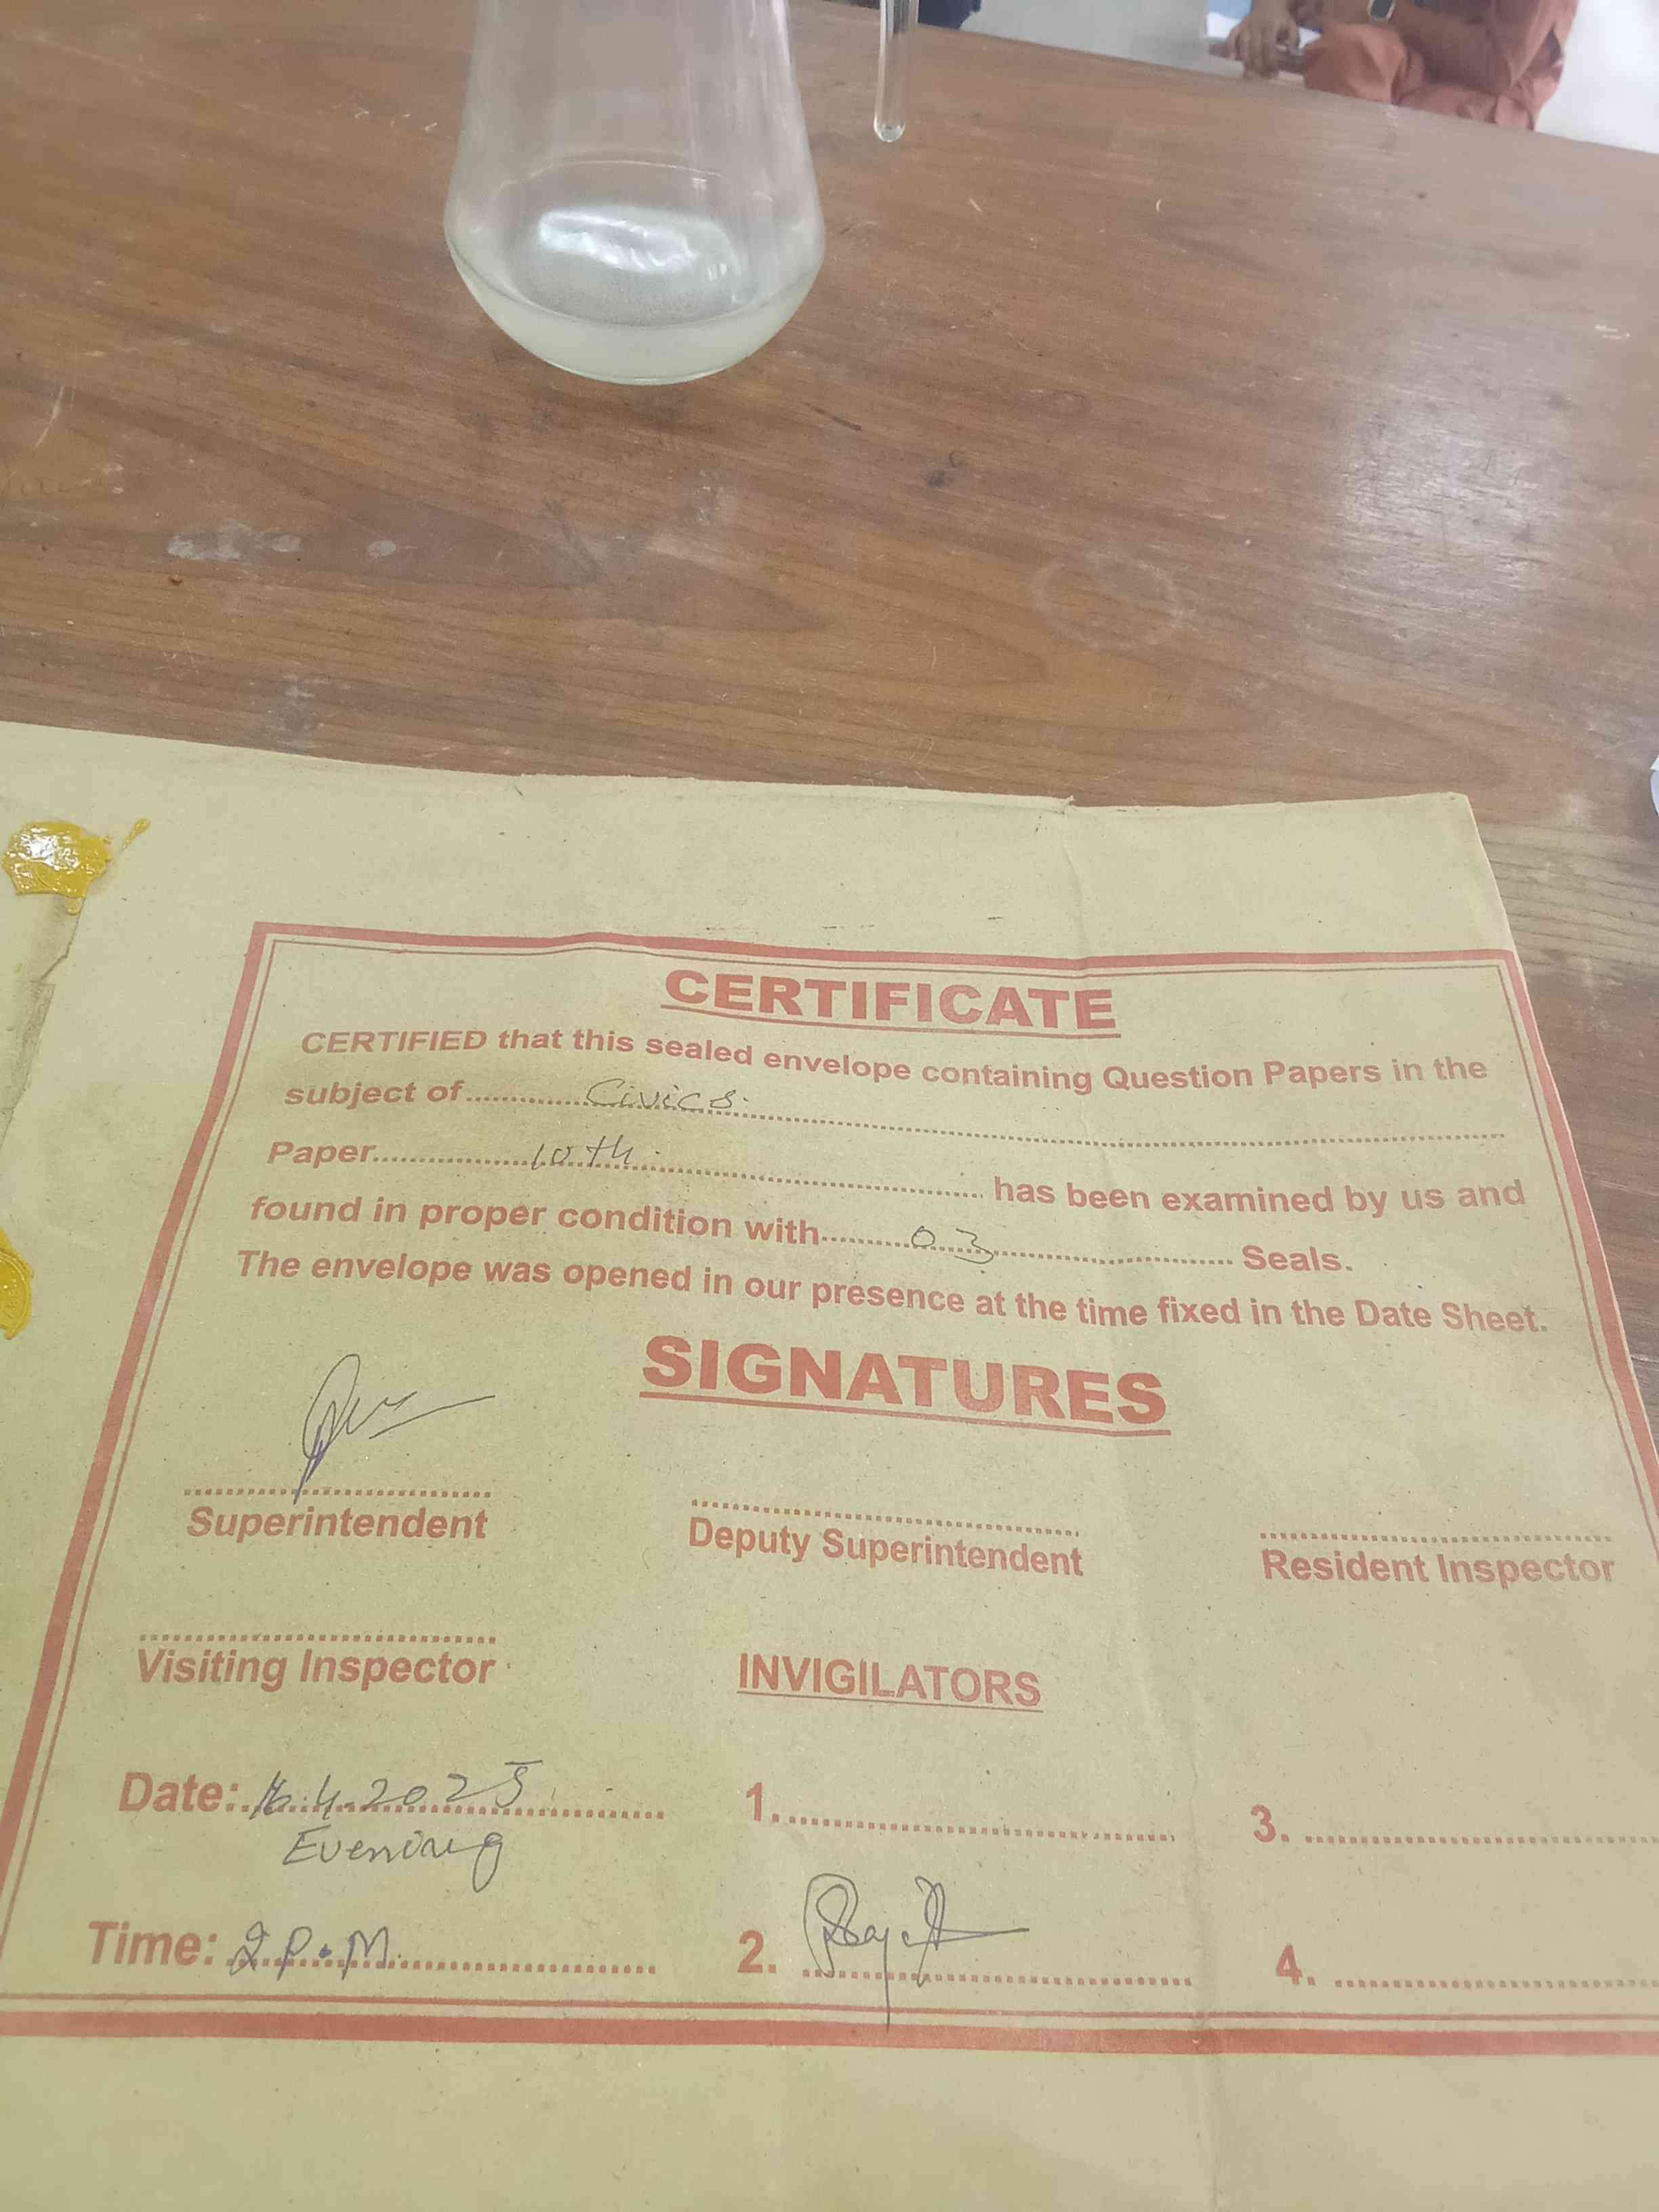 CERTIFICATE
CERTIFIED that this sealed envelope containing Question Papers in the
subject of Civics.
Paper 10th. has been examined by us and
found in proper condition with 03 Seals.
The envelope was opened in our presence at the time fixed in the Date Sheet.
SIGNATURES
Superintendent
Deputy Superintendent
Resident Inspector
Visiting Inspector
INVIGILATORS
Date: 16.4.2025
1.
3.
Evening
Time: 2 P.M.
2.
4.